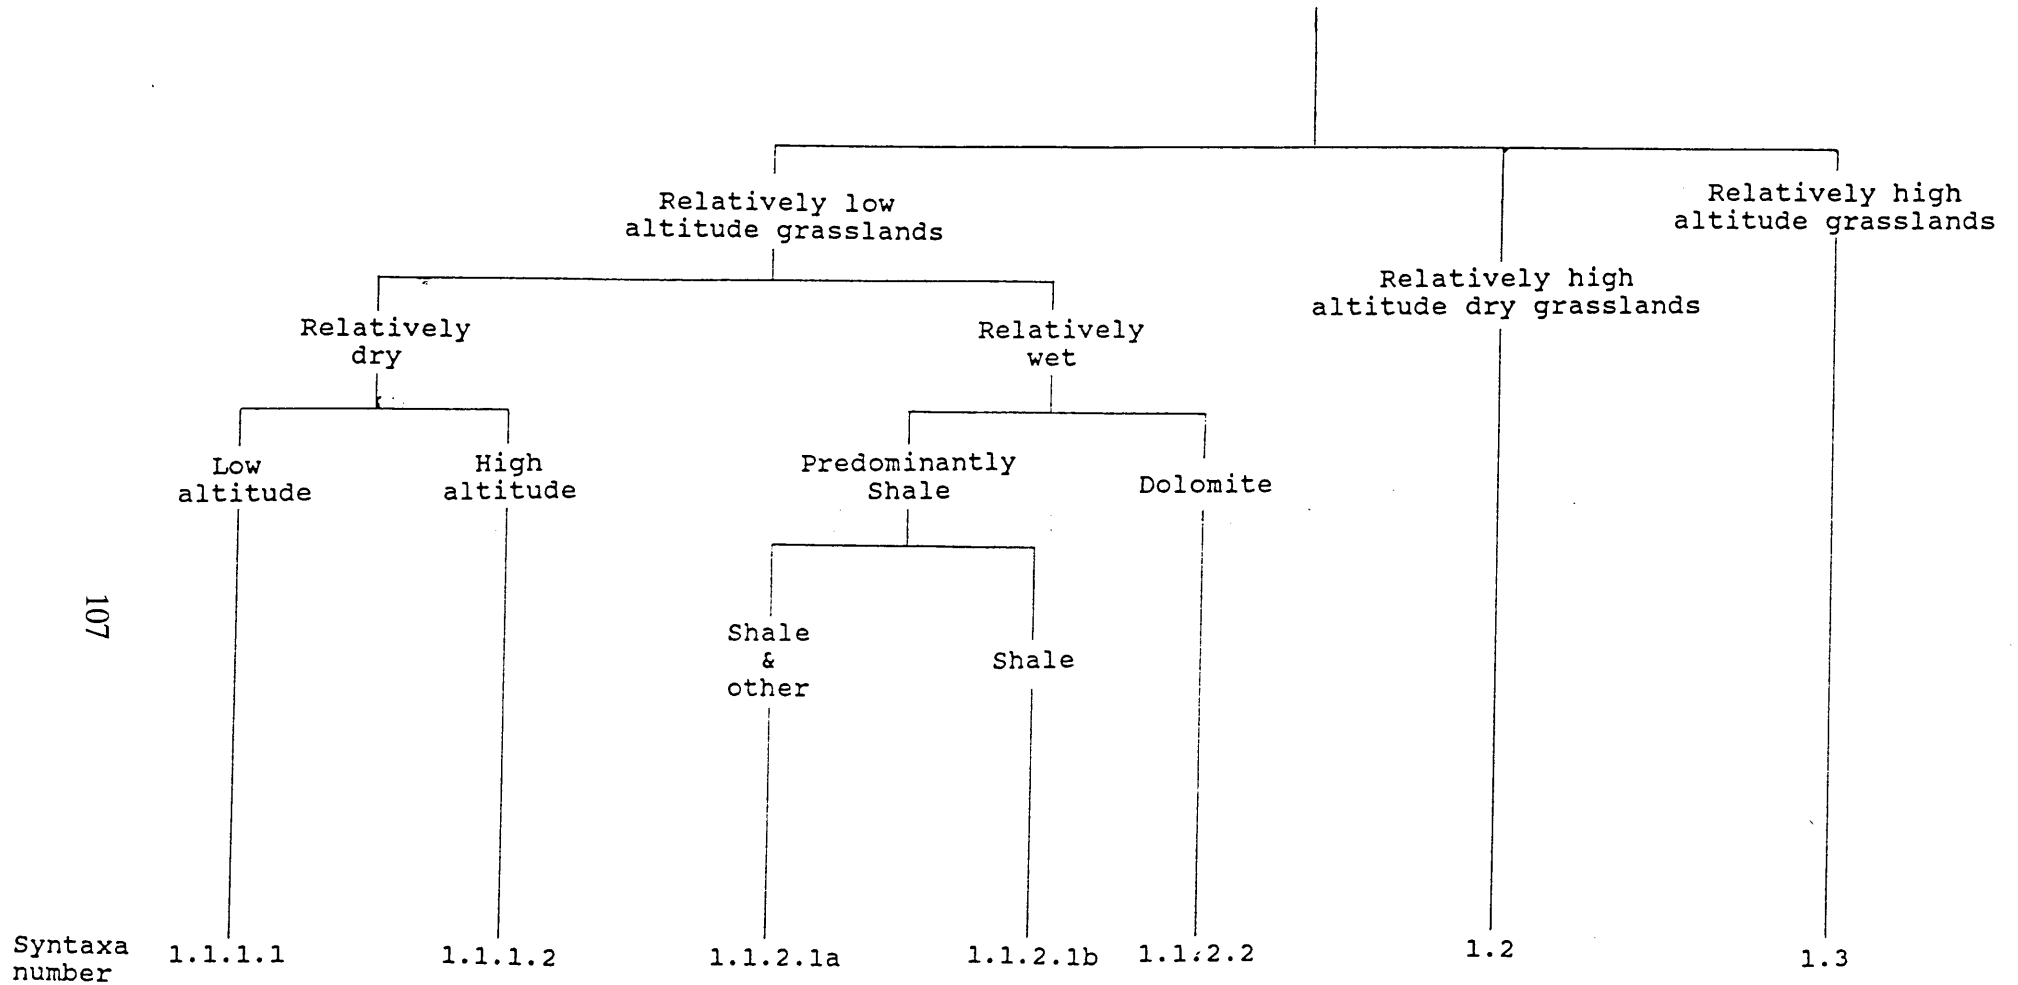 Relatively low
altitude grasslands
Relatively high
altitude grasslands
Relatively high
altitude dry grasslands
Relatively
dry
Relatively
wet
Low
altitude
High
altitude
Predominantly
Shale
Dolomite
Shale
&
other
Shale
107
Syntaxa
number
1.1.1.1
1.1.1.2
1.1.2.1a
1.1.2.1b
1.1.2.2
1.2
1.3